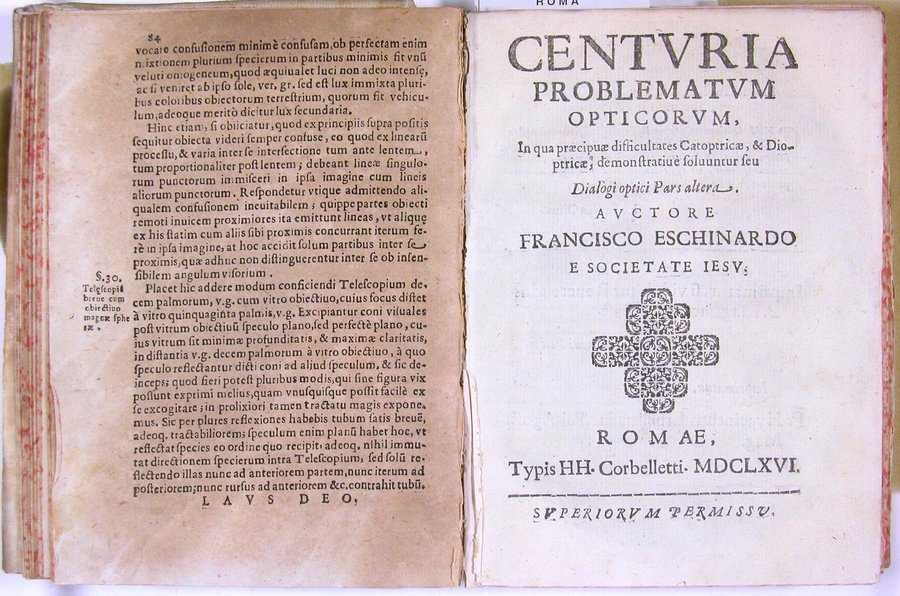 ROMA
84
vocare confusionem minimè confusam, ob perfectam enim
mixtionem plurium specierum in partibus minimis fit vnũ
veluti omogeneum, quod æquiualet luci non adeo intensę,
ac si veniret ab ipso sole, ver. gr. sed est lux immixta pluri-
bus coloribus obiectorum terrestrium, quorum fit vehicu-
lum, adeoque meritò dicitur lux secundaria.
Hinc etiam, si obiiciatur, quod ex principiis supra positis
sequitur obiecta videri semper confuse, eo quod ex linearũ
processu, & varia inter se intersectione tum ante lentem,
tum proportionaliter post lentem; debeant lineæ singulo-
rum punctorum immisceri in ipsa imagine cum lineis
aliorum punctorum. Respondetur vtique admittendo ali-
qualem confusionem ineuitabilem; quippe partes obiecti
remoti inuicem proximiores ita emittunt lineas, vt aliquę
ex his statim cum aliis sibi proximis concurrant iterum fe-
rè in ipsa imagine, at hoc accidit solum partibus inter se
proximis, quæ adhuc non distinguerentur inter se ob insen-
sibilem angulum visorium.
§. 30.
Telescopiũ
breue cum
obiectiuo
magnæ sphe
ræ.
Placet hic addere modum conficiendi Telescopium de-
cem palmorum, v.g. cum vitro obiectiuo, cuius focus distet
à vitro quinquaginta palmis, v.g. Excipiantur coni visuales
post vitrum obiectiuũ speculo plano, sed perfectè plano, cu-
ius vitrum sit minimæ profunditatis, & maximæ claritatis,
in distantia v.g. decem palmorum à vitro obiectiuo, à quo
speculo reflectantur dicti coni ad aliud speculum, & sic de-
inceps; quod fieri potest pluribus modis, qui sine figura vix
possunt exprimi melius, quam vnusquisque possit facilè ex
se excogitare; in prolixiori tamen tractatu magis expone-
mus. Sic per plures reflexiones habebis tubum satis breuẽ,
adeoq. tractabiliorem; speculum enim planũ habet hoc, vt
reflectat species eo ordine quo recipit: adeoq. nihil immu-
tat directionem specierum intra Telescopium, sed solũ re-
flectendo illas nunc ad anteriorem partem, nunc iterum ad
posteriorem; nunc rursus ad anteriorem &c. contrahit tubũ.
LAVS DEO,
CENTVRIA
PROBLEMATVM
OPTICORVM,
In qua præcipuæ difficultates Catoptricæ, & Dio-
ptricæ, demonstratiuè soluuntur seu
Dialogi optici Pars altera.
AVCTORE
FRANCISCO ESCHINARDO
E SOCIETATE IESV.
ROMAE,
Typis HH. Corbelletti. MDCLXVI.
SVPERIORVM PERMISSV.